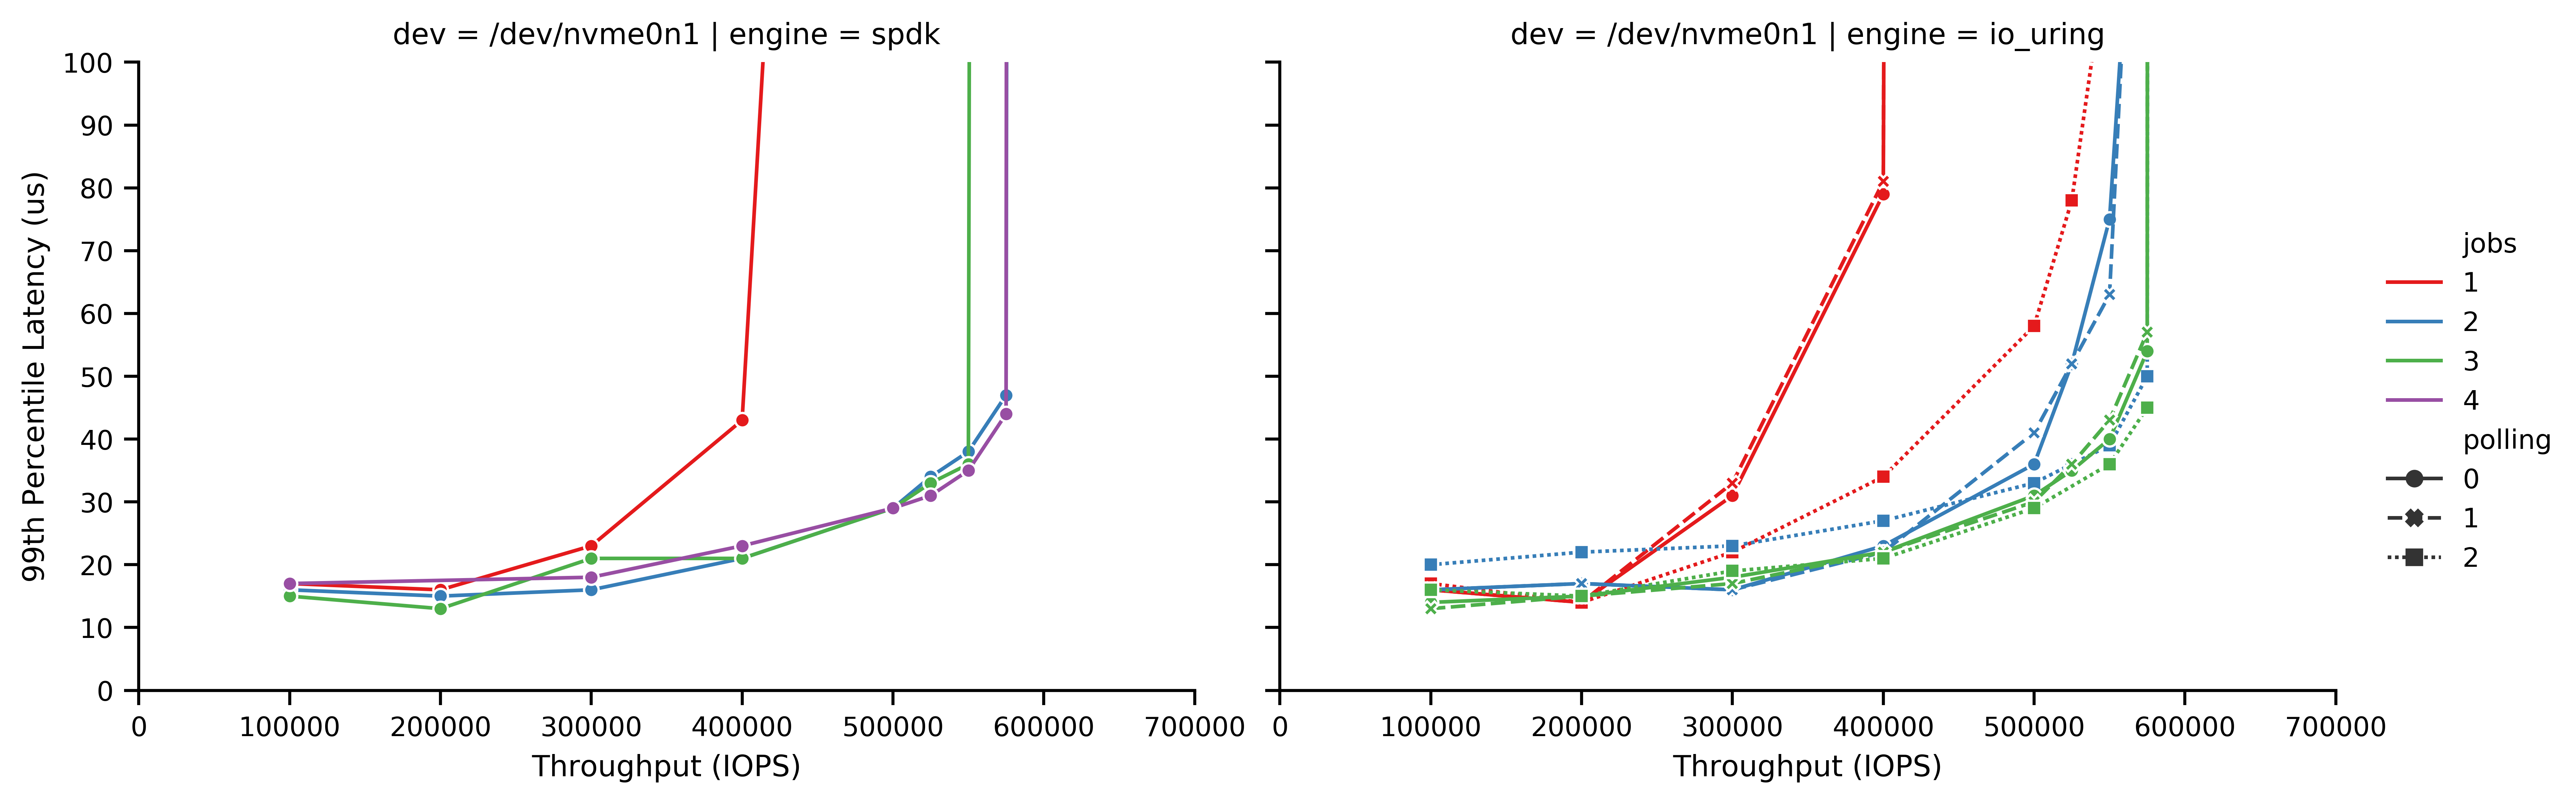 dev = /dev/nvme0n1 | engine = spdk
dev = /dev/nvme0n1 | engine = io_uring
99th Percentile Latency (us)
100
90
80
70
60
50
40
30
20
10
0
0 100000 200000 300000 400000 500000 600000 700000
Throughput (IOPS)
0 100000 200000 300000 400000 500000 600000 700000
Throughput (IOPS)
jobs
1
2
3
4
polling
0
1
2